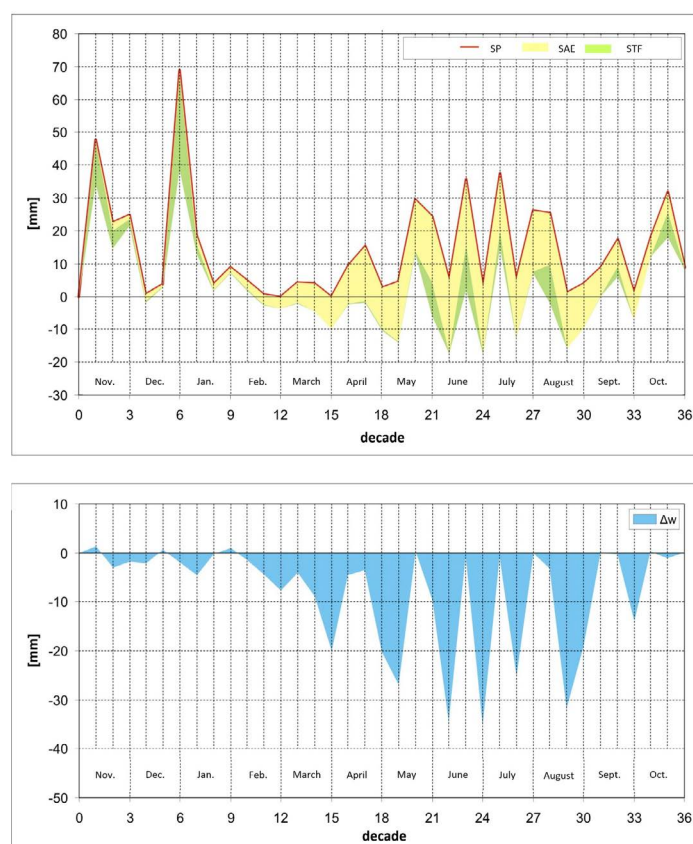 80
SP SAE STF
70
60
50
40
30
20
[mm]
10
0
-10
-20
Nov. Dec. Jan. Feb. March April May June July August Sept. Oct.
-30
0 3 6 9 12 15 18 21 24 27 30 33 36
decade
10
Δw
0
-10
[mm]
-20
-30
-40
Nov. Dec. Jan. Feb. March April May June July August Sept. Oct.
-50
0 3 6 9 12 15 18 21 24 27 30 33 36
decade